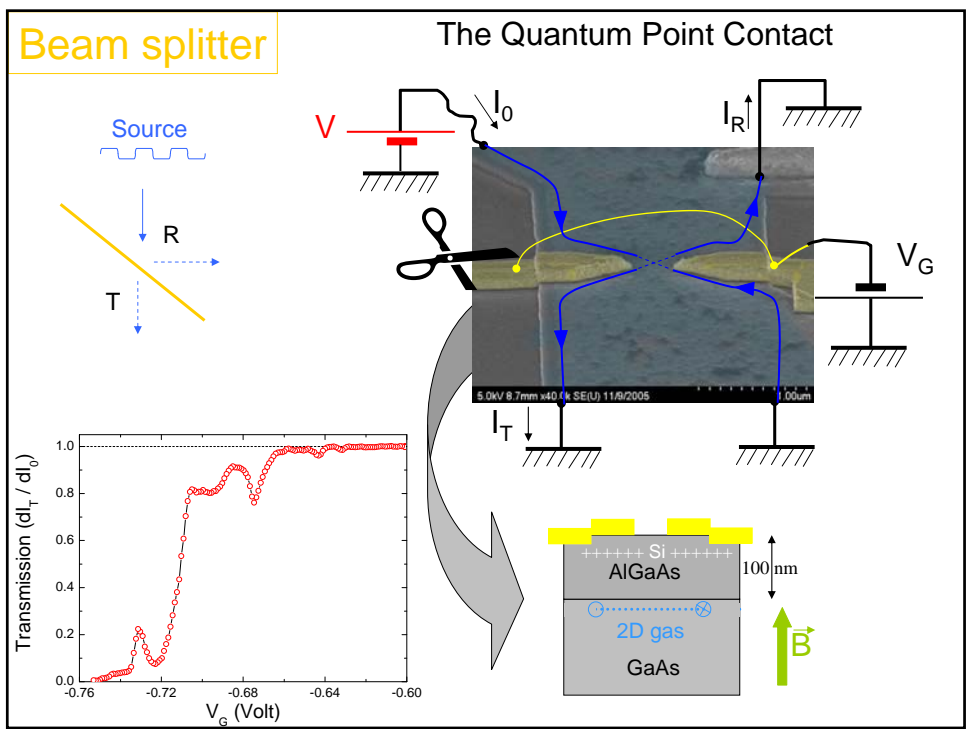 Beam splitter
The Quantum Point Contact
Source
R
T
V
I0
IR
VG
5.0kV 8.7mm x40.0k SE(U) 11/9/2005 1.00um
IT
Transmission (dIT / dI0)
1.0
0.8
0.6
0.4
0.2
0.0
-0.76 -0.72 -0.68 -0.64 -0.60
VG (Volt)
++++++ Si ++++++
AlGaAs
100 nm
2D gas
GaAs
B